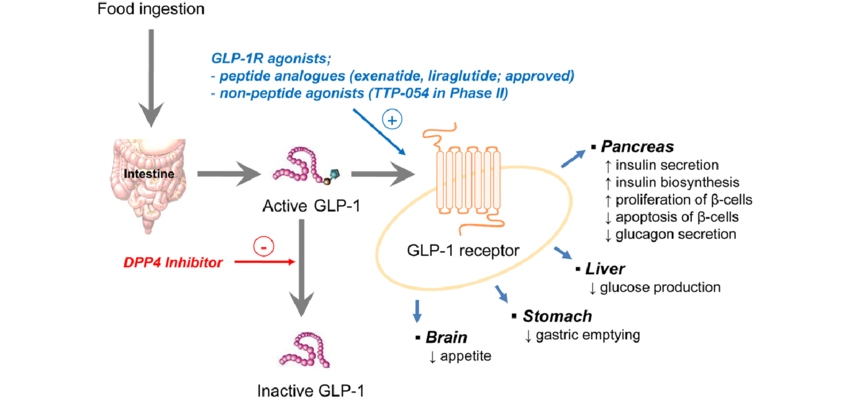 Food ingestion
GLP-1R agonists;
- peptide analogues (exenatide, liraglutide; approved)
- non-peptide agonists (TTP-054 in Phase II)
+
Intestine
Active GLP-1
GLP-1 receptor
DPP4 Inhibitor
-
Inactive GLP-1
▪ Pancreas
↑ insulin secretion
↑ insulin biosynthesis
↑ proliferation of β-cells
↓ apoptosis of β-cells
↓ glucagon secretion
▪ Liver
↓ glucose production
▪ Stomach
↓ gastric emptying
▪ Brain
↓ appetite